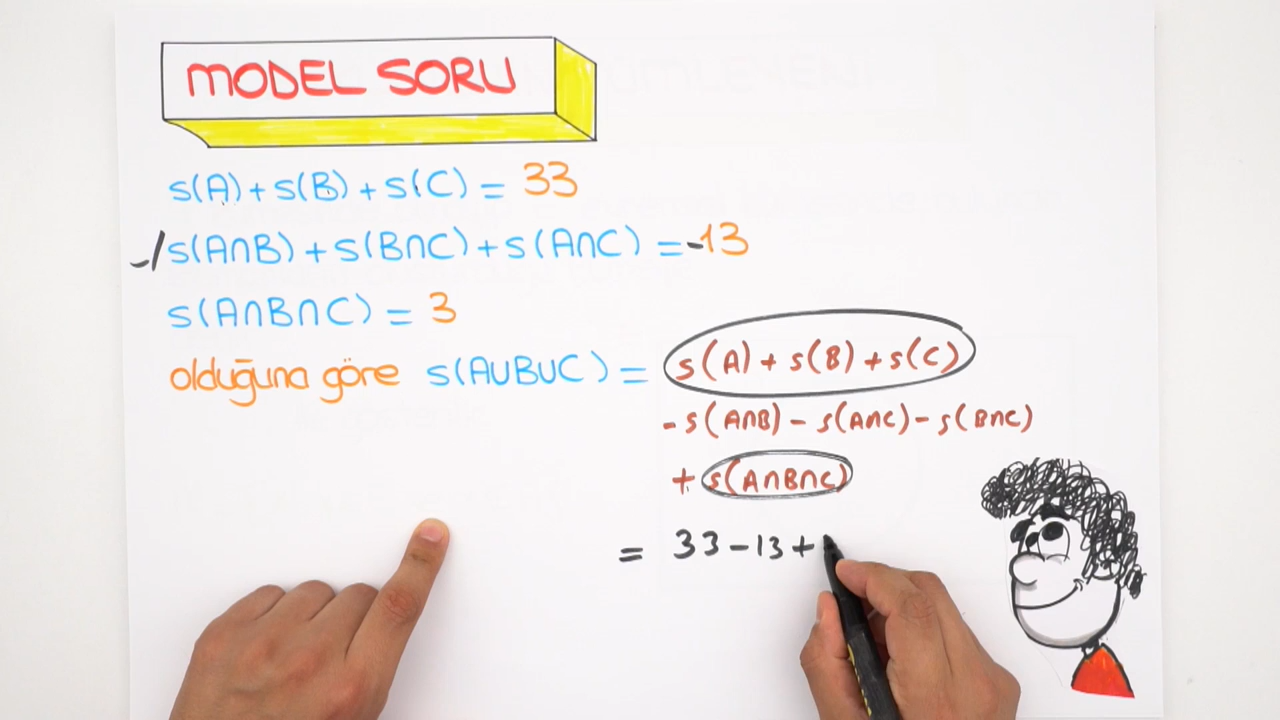 MODEL SORU
s(A) + s(B) + s(C) = 33
-/ s(A∩B) + s(B∩C) + s(A∩C) = -13
s(A∩B∩C) = 3
olduğuna göre s(A∪B∪C) = s(A) + s(B) + s(C)
- s(A∩B) - s(A∩C) - s(B∩C)
+ s(A∩B∩C)
= 33 - 13 +